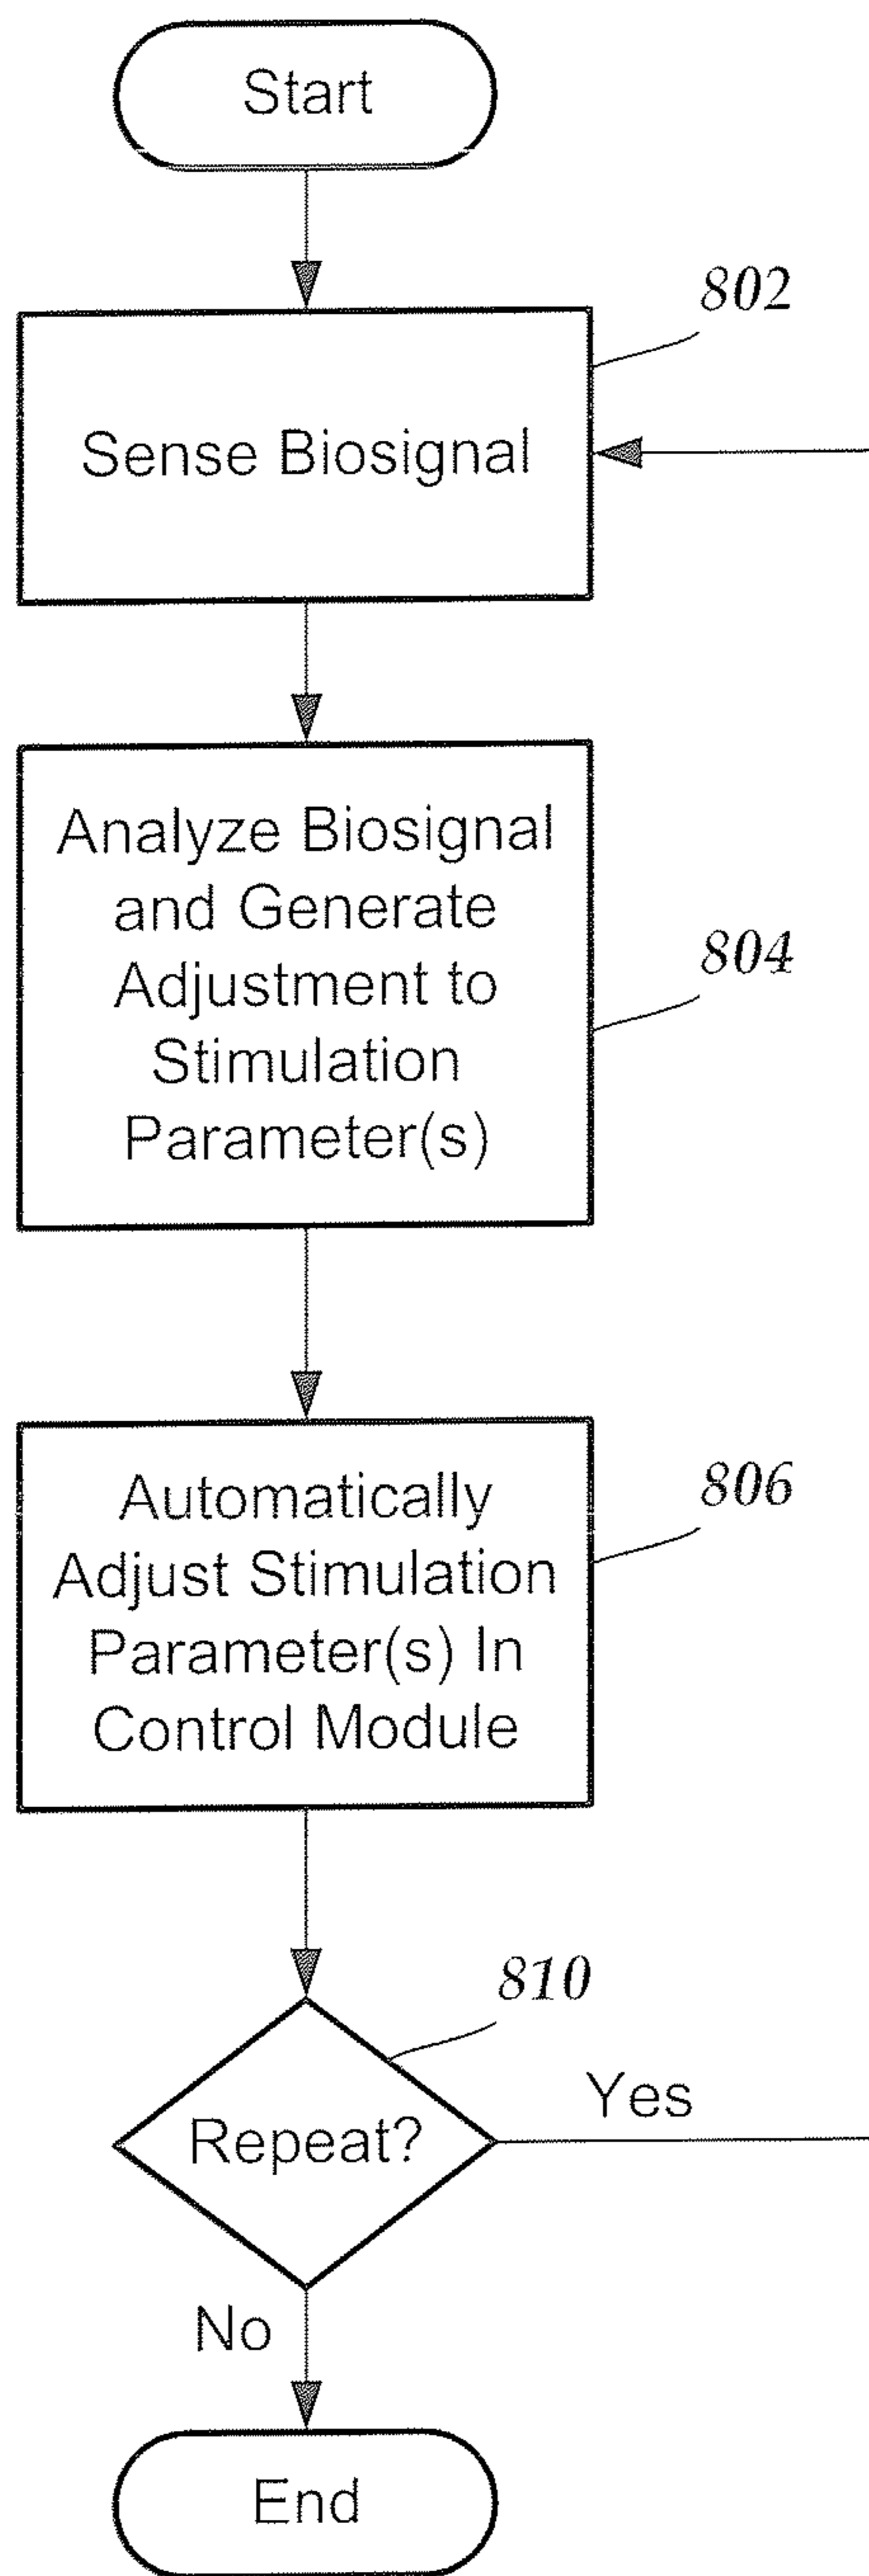 Start
802
Sense Biosignal
Analyze Biosignal
and Generate
Adjustment to
Stimulation
Parameter(s)
804
Automatically
Adjust Stimulation
Parameter(s) In
Control Module
806
810
Repeat?
Yes
No
End